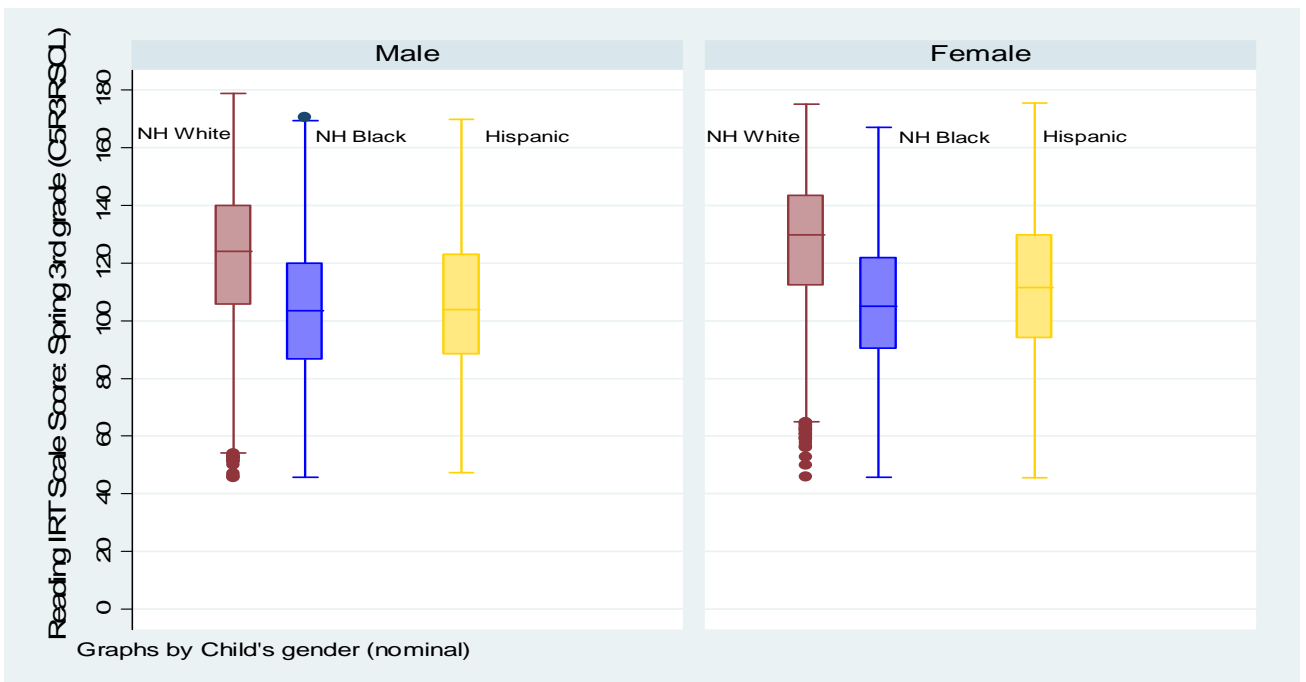 Male
Female
Reading IRT Scale Score: Spring 3rd grade (C5R3RSCL)
180
160
140
120
100
80
60
40
20
0
NH White
NH Black
Hispanic
NH White
NH Black
Hispanic
Graphs by Child's gender (nominal)